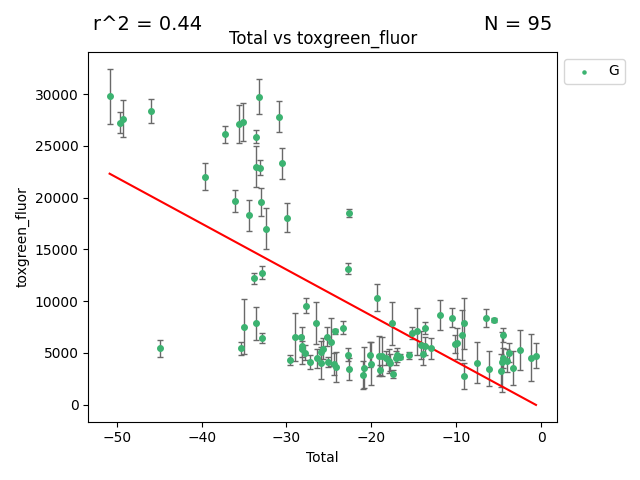 r^2 = 0.44
N = 95
Total vs toxgreen_fluor
G
30000
25000
20000
15000
10000
5000
0
toxgreen_fluor
−50
−40
−30
−20
−10
0
Total